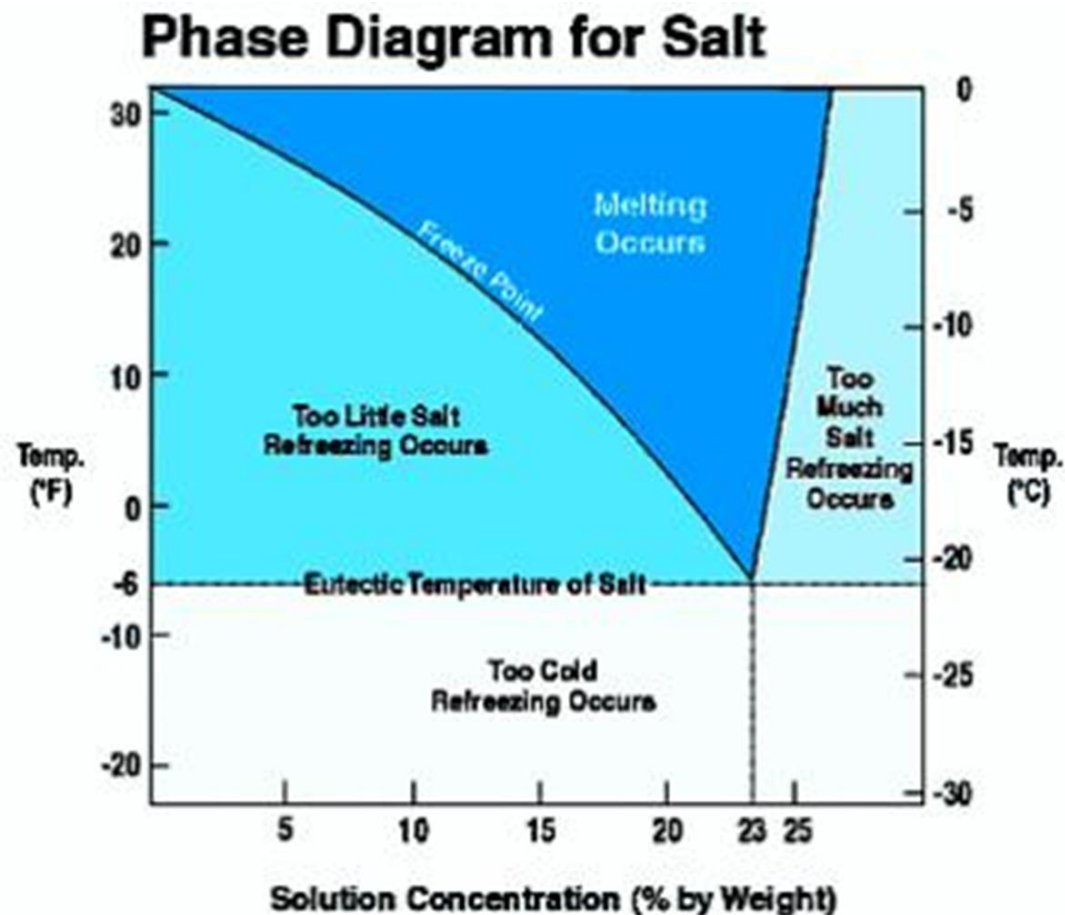 Phase Diagram for Salt
30
20
10
0
-6
-10
-20
Temp.
(°F)
0
-5
-10
-15
-20
-25
-30
Temp.
(°C)
Melting
Occurs
Freeze Point
Too Little Salt
Refreezing Occurs
Too
Much
Salt
Refreezing
Occurs
Eutectic Temperature of Salt
Too Cold
Refreezing Occurs
5 10 15 20 23 25
Solution Concentration (% by Weight)